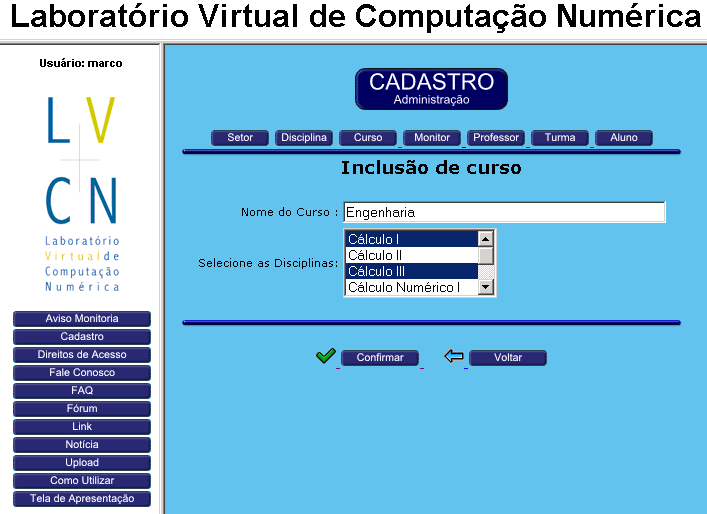 Laboratório Virtual de Computação Numérica
Usuário: marco
L V
C N
Laboratório
Virtual de
Computação
Numérica
Aviso Monitoria
Cadastro
Direitos de Acesso
Fale Conosco
FAQ
Fórum
Link
Notícia
Upload
Como Utilizar
Tela de Apresentação
CADASTRO
Administração
Setor Disciplina Curso Monitor Professor Turma Aluno
Inclusão de curso
Nome do Curso : Engenharia
Selecione as Disciplinas:
Cálculo I
Cálculo II
Cálculo III
Cálculo Numérico I
Confirmar Voltar